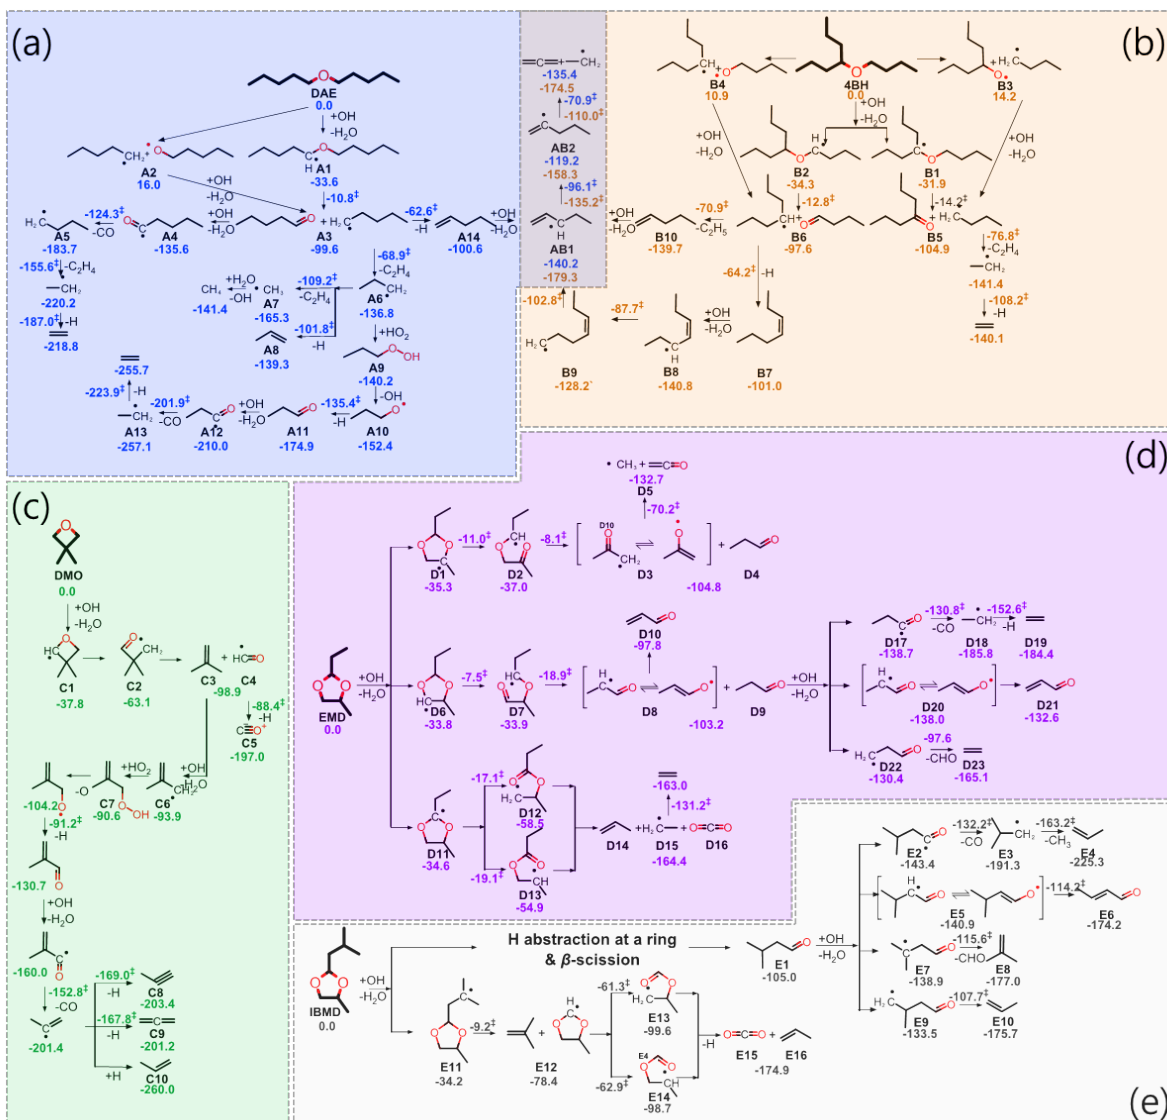 (a)
DAE
0.0
+OH
-H₂O
A2
16.0
+OH
-H₂O
H
A1
-33.6
-10.8‡
A5
-183.7
-124.3‡
-CO
A4
-135.6
+OH
-H₂O
+
A3
-99.6
-62.6‡
-H
A14
-100.6
+OH
-H₂O
-155.6‡
-C₂H₄
-220.2
-187.0‡
-H
-218.8
-68.9‡
-C₂H₄
CH₄
-141.4
+H₂O
-OH
A7
-165.3
-109.2‡
-C₂H₄
A6
-136.8
-101.8‡
-H
A8
-139.3
+HO₂
A9
-140.2
-OH
-255.7
-223.9‡
-H
A13
-257.1
-201.9‡
-CO
A12
-210.0
+OH
-H₂O
A11
-174.9
-135.4‡
-H
A10
-152.4
-135.4
-174.5
-70.9‡
-110.0‡
AB2
-119.2
-158.3
-96.1‡
-135.2‡
AB1
-140.2
-179.3
(b)
B4
10.9
4BH
0.0
B3
14.2
+OH
-H₂O
+OH
-H₂O
+OH
-H₂O
B2
-34.3
B1
-31.9
-12.8‡
-14.2‡
+OH
-H₂O
B10
-139.7
-70.9‡
-C₂H₅
B6
-97.6
B5
-104.9
-76.8‡
-C₂H₄
-141.4
-108.2‡
-H
-140.1
-64.2‡
-H
-102.8‡
B9
-128.2`
-87.7‡
B8
-140.8
+OH
-H₂O
B7
-101.0
(c)
DMO
0.0
+OH
-H₂O
C1
-37.8
C2
-63.1
C3
+
C4
-98.9
-88.4‡
-H
C5
-197.0
+OH
-H₂O
C6
-93.9
+HO₂
C7
-90.6
-O
-104.2
-91.2‡
-H
-130.7
+OH
-H₂O
-160.0
-152.8‡
-CO
-201.4
-169.0‡
-H
C8
-203.4
-167.8‡
-H
C9
-201.2
+H
C10
-260.0
(d)
CH₃ +
-132.7
D5
-70.2‡
D1
-35.3
-11.0‡
D2
-37.0
-8.1‡
D10
D3
-104.8
+
D4
EMD
0.0
+OH
-H₂O
D6
-33.8
-7.5‡
D7
-33.9
-18.9‡
D10
-97.8
D8
-103.2
+
D9
+OH
-H₂O
D17
-138.7
-130.8‡
-CO
D18
-185.8
-152.6‡
-H
D19
-184.4
D20
-138.0
D21
-132.6
D22
-130.4
-97.6
-CHO
D23
-165.1
D11
-34.6
-17.1‡
D12
-58.5
-19.1‡
D13
-54.9
D14
-163.0
-131.2‡
D15
-164.4
D16
(e)
IBMD
0.0
+OH
-H₂O
H abstraction at a ring
& β-scission
E1
-105.0
+OH
-H₂O
E2
-143.4
-132.2‡
-CO
E3
-191.3
-163.2‡
-CH₃
E4
-225.3
E5
-140.9
-114.2‡
E6
-174.2
E7
-138.9
-115.6‡
-CHO
E8
-177.0
E9
-133.5
-107.7‡
E10
-175.7
E11
-34.2
-9.2‡
E12
-78.4
+
-61.3‡
E13
-99.6
-62.9‡
E4
E14
-98.7
-H
E15
+
E16
-174.9